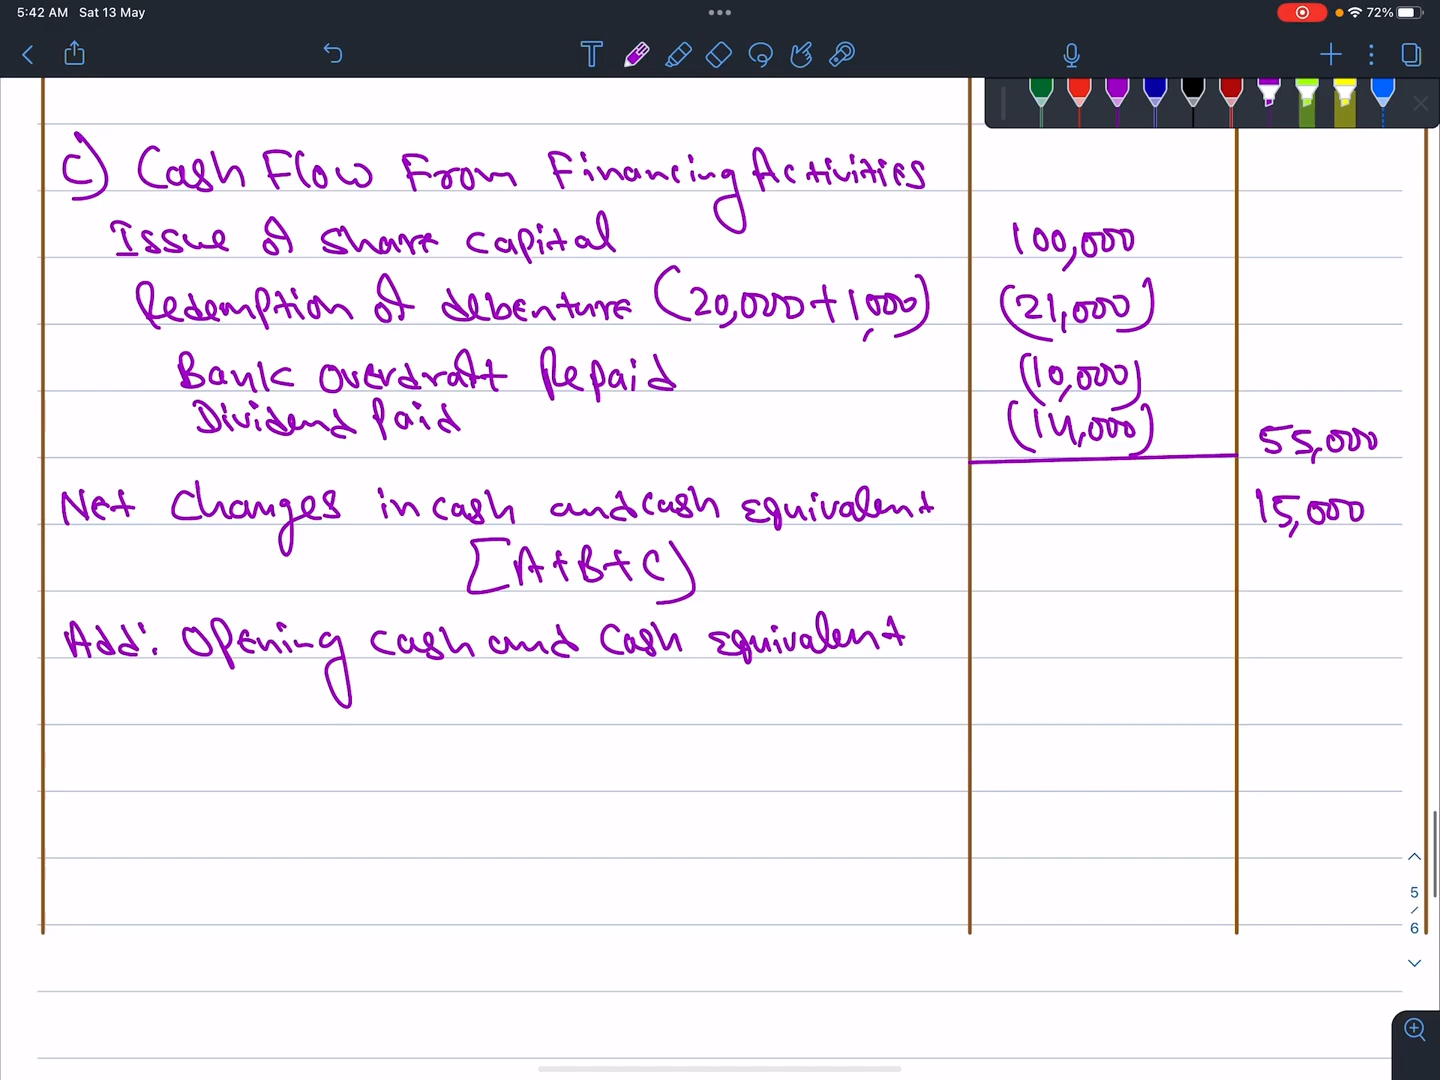 5:42 AM Sat 13 May
72%
C) Cash Flow From Financing Activities
Issue of share capital 100,000
Redemption of debenture (20,000+1,000) (21,000)
Bank overdraft Repaid (10,000)
Dividend Paid (14,000) 55,000
Net changes in cash and cash equivalent 15,000
[A+B+C)
Add: Opening cash and cash equivalent
5
/
6